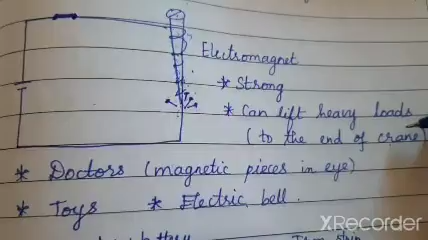 Electromagnet
* Strong
* Can lift heavy loads
(to the end of crane)
* Doctors (magnetic pieces in eye)
* Toys * Electric bell.
XRecorder